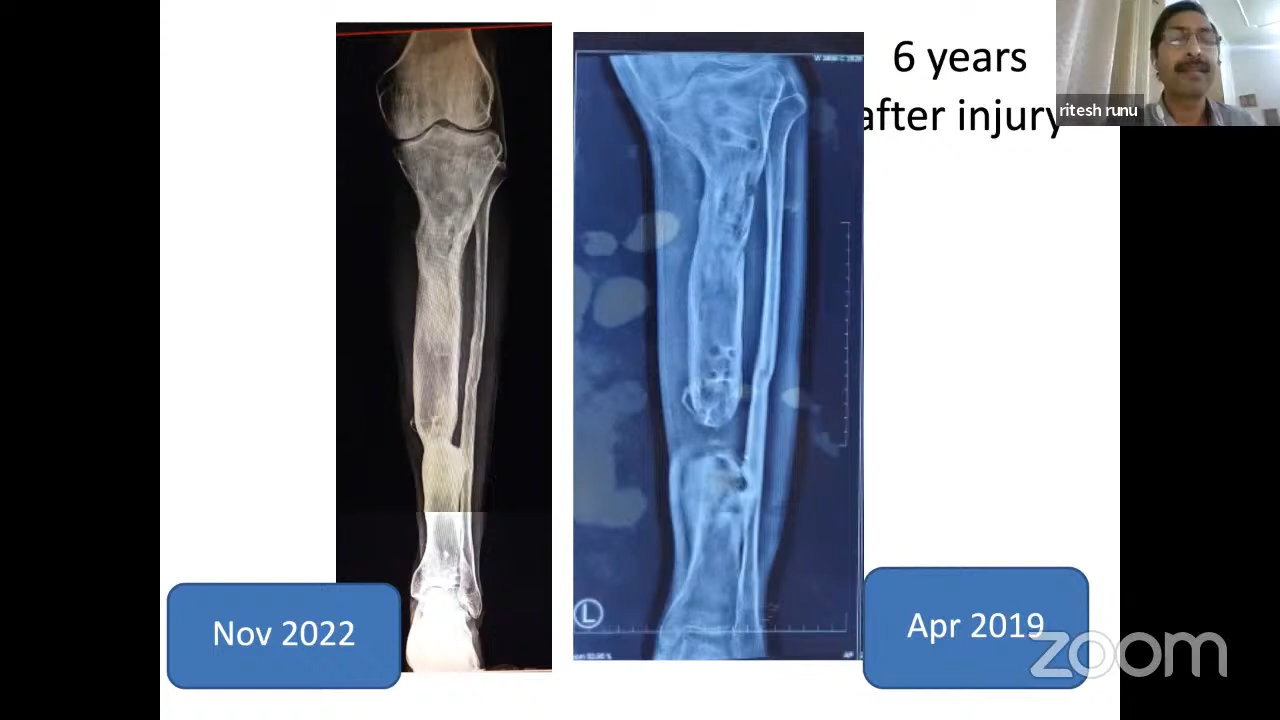 6 years
after injury
ritesh runu
L
Nov 2022
Apr 2019
zoom